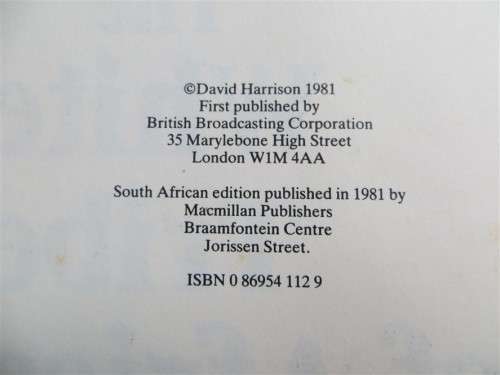 ©David Harrison 1981
First published by
British Broadcasting Corporation
35 Marylebone High Street
London W1M 4AA
South African edition published in 1981 by
Macmillan Publishers
Braamfontein Centre
Jorissen Street.
ISBN 0 86954 112 9